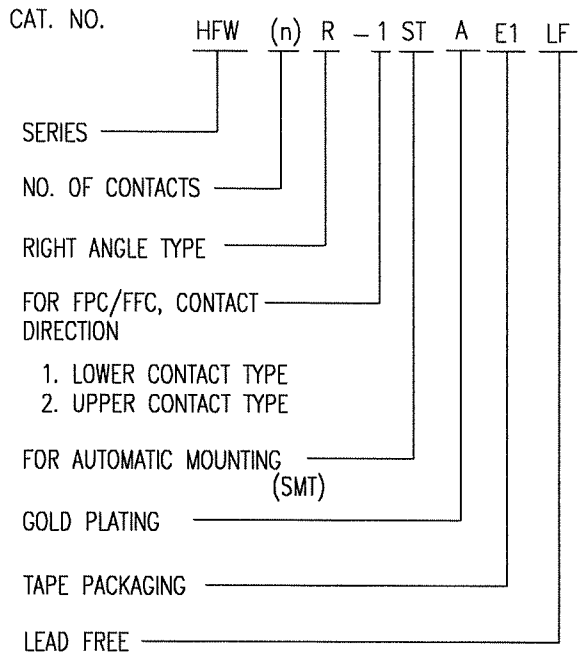 CAT. NO.
HFW (n) R - 1 ST A E1 LF
SERIES
NO. OF CONTACTS
RIGHT ANGLE TYPE
FOR FPC/FFC, CONTACT
DIRECTION
1. LOWER CONTACT TYPE
2. UPPER CONTACT TYPE
FOR AUTOMATIC MOUNTING
(SMT)
GOLD PLATING
TAPE PACKAGING
LEAD FREE